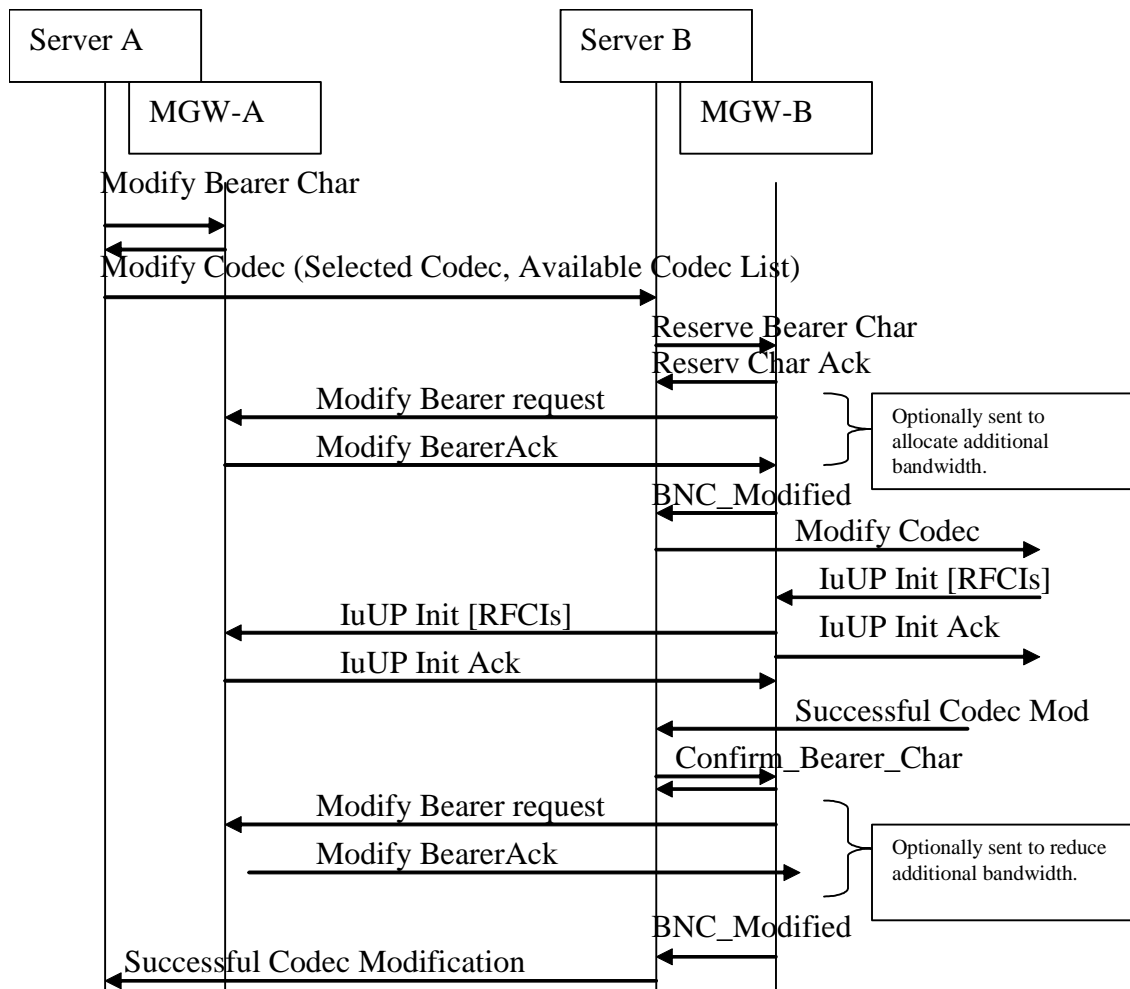 Server A
Server B
MGW-A
MGW-B
Modify Bearer Char
Modify Codec (Selected Codec, Available Codec List)
Reserve Bearer Char
Reserv Char Ack
Modify Bearer request
Optionally sent to
allocate additional
bandwidth.
Modify BearerAck
BNC_Modified
Modify Codec
IuUP Init [RFCIs]
IuUP Init [RFCIs]
IuUP Init Ack
IuUP Init Ack
Successful Codec Mod
Confirm_Bearer_Char
Modify Bearer request
Modify BearerAck
Optionally sent to reduce
additional bandwidth.
BNC_Modified
Successful Codec Modification